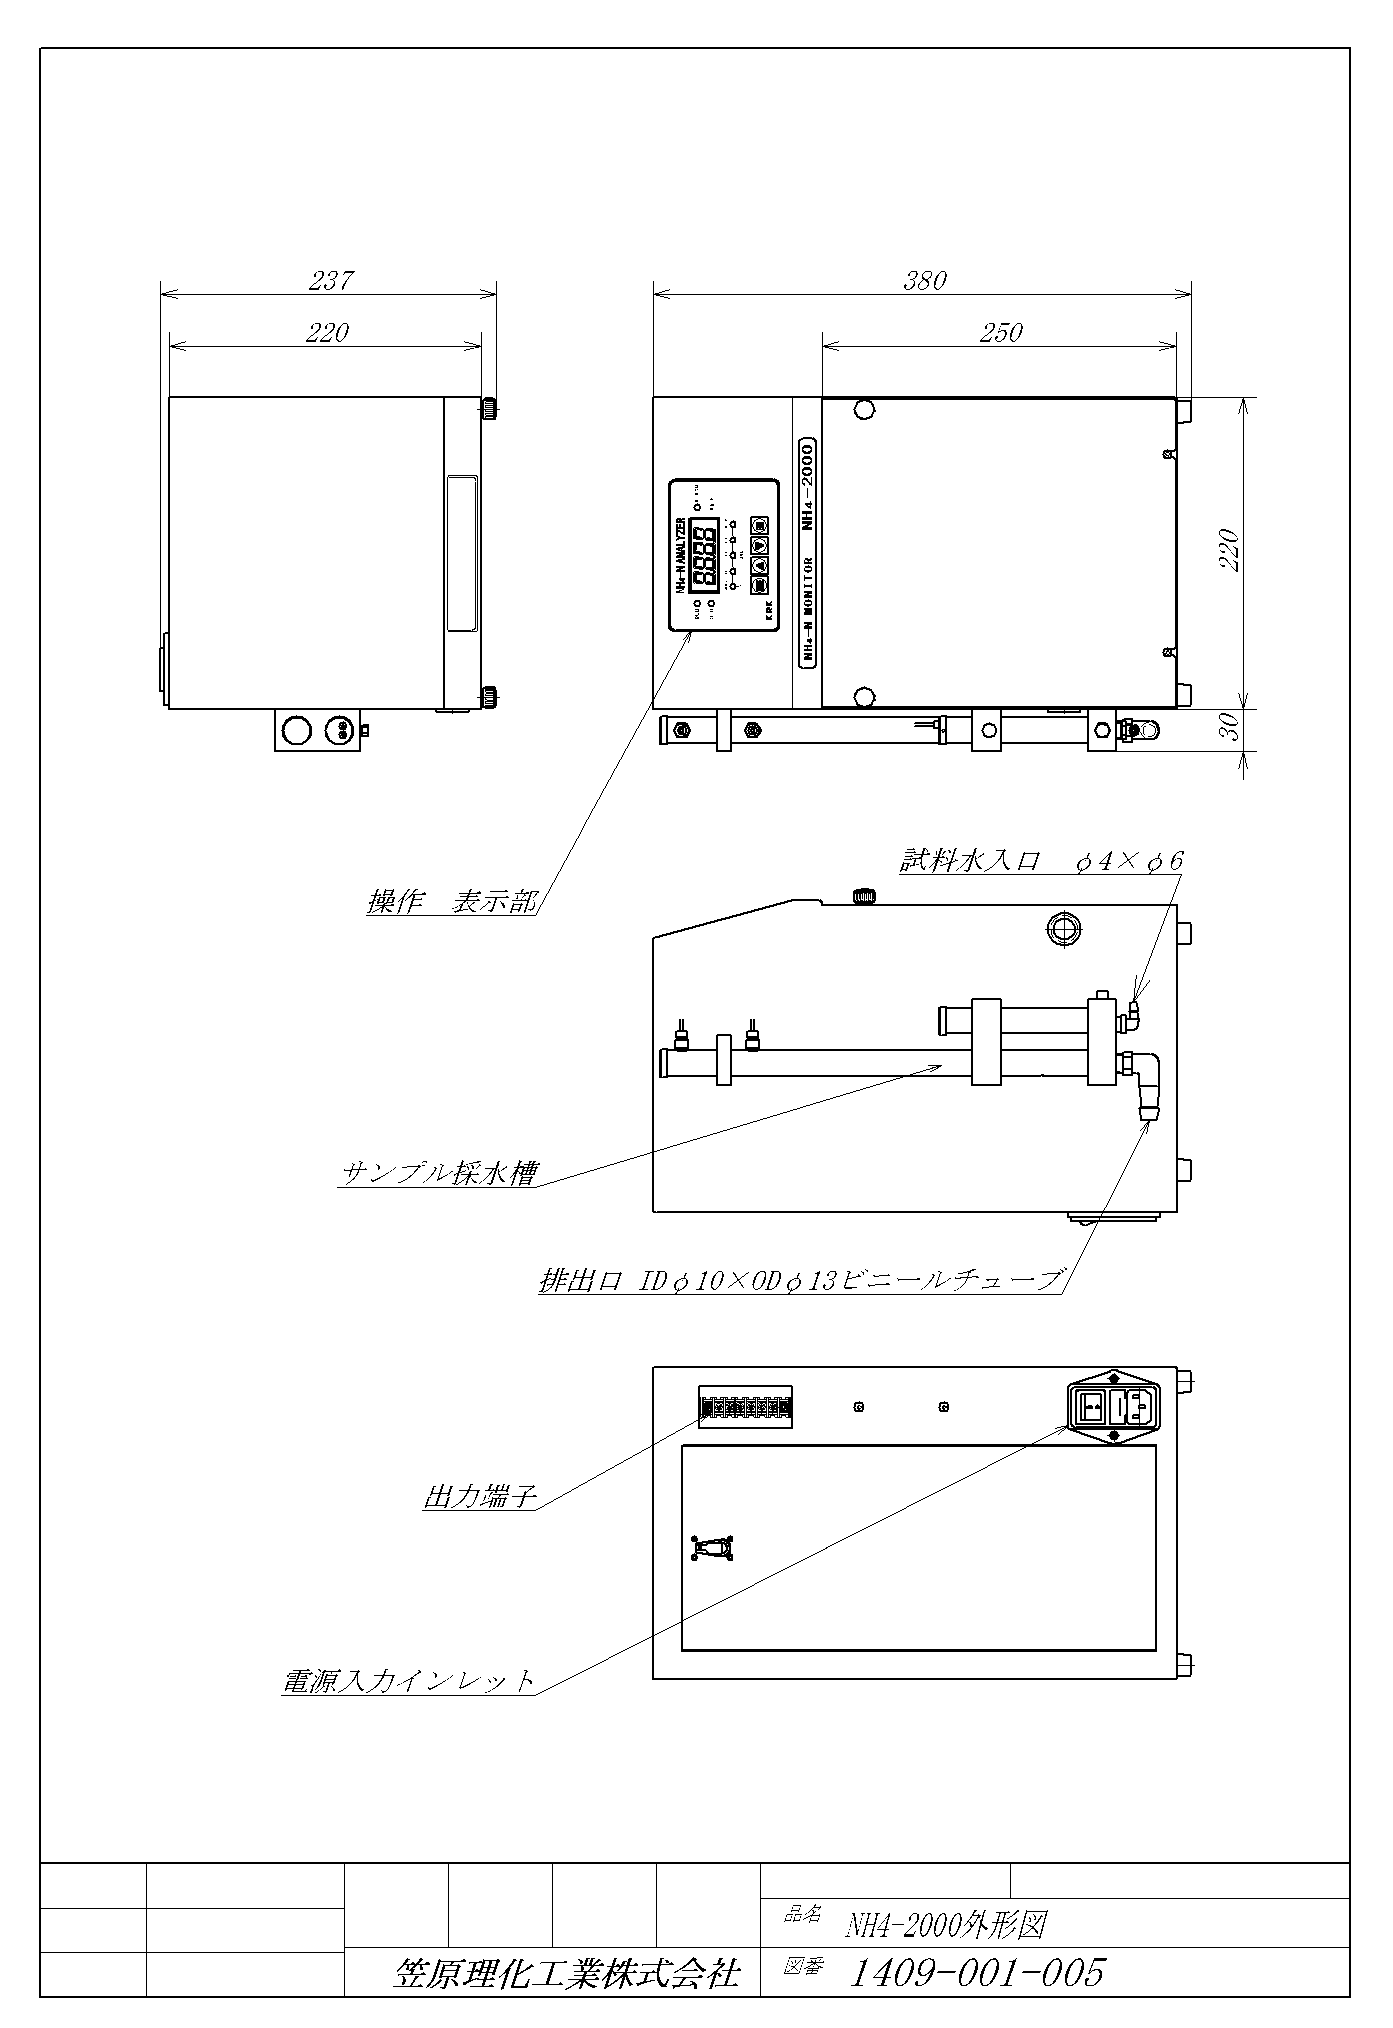 237
380
220
250
NH₄-N ANALYZER
8888
KRK
NH₄-N MONITOR NH₄-2000
220
30
試料水入口 φ4×φ6
操作 表示部
サンプル採水槽
排出口 IDφ10×ODφ13ビニールチューブ
出力端子
電源入力インレット
品名 NH4-2000外形図
笠原理化工業株式会社
図番 1409-001-005